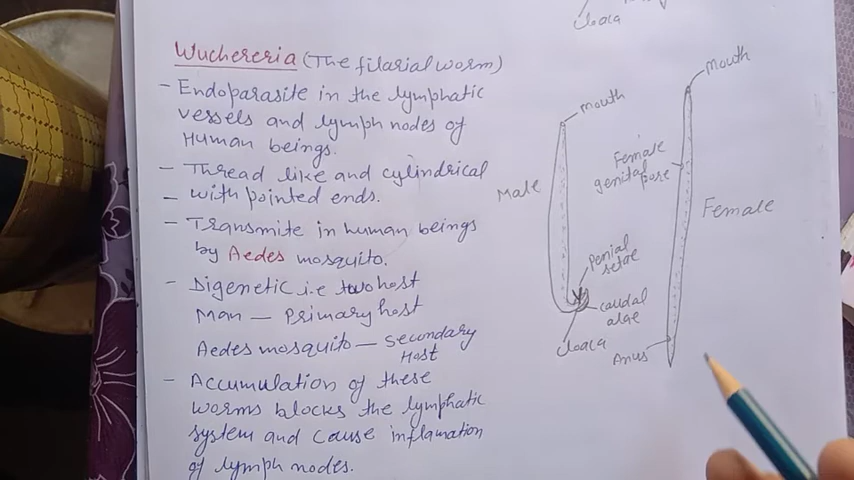 Cloaca
Wuchereria (The filarial worm)
- Endoparasite in the lymphatic
vessels and lymph nodes of
Human beings.
- Thread like and cylindrical
- with pointed ends.
- Transmite in human beings
by Aedes mosquito.
- Digenetic i.e two host
Man — Primary host
Aedes mosquito — Secondary
Host
- Accumulation of these
worms blocks the lymphatic
system and cause inflamation
of lymph nodes.
mouth
Male
penial
setae
caudal
alae
Cloaca
Mouth
Female
genital
pore
Female
Anus